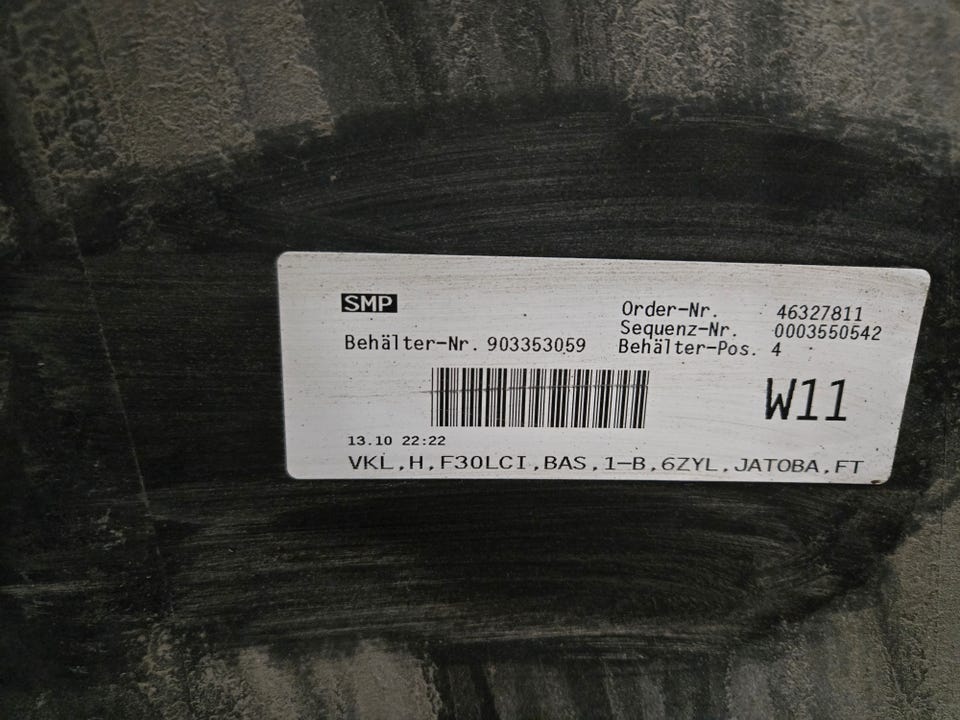 SMP
Order-Nr. 46327811
Sequenz-Nr. 0003550542
Behälter-Nr. 903353059 Behälter-Pos. 4
W11
13.10 22:22
VKL,H,F30LCI,BAS,1-B,6ZYL,JATOBA,FT